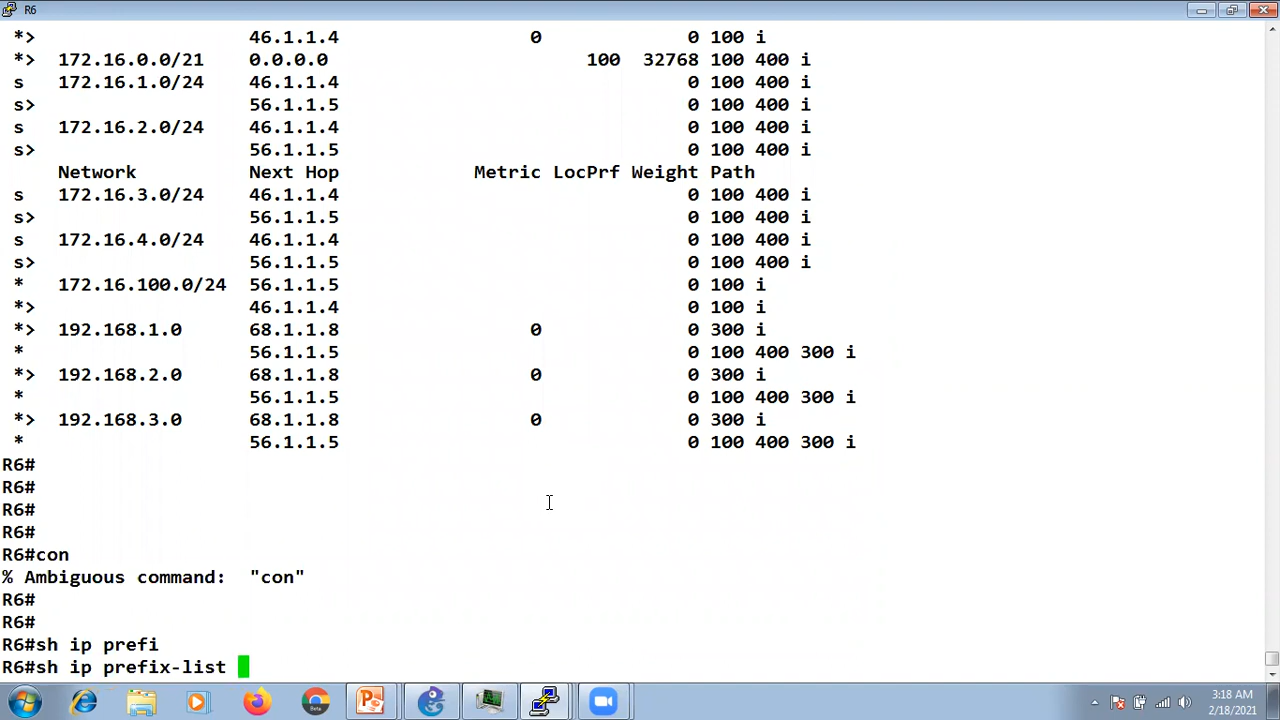 R6
*> 46.1.1.4 0 0 100 i
*> 172.16.0.0/21 0.0.0.0 100 32768 100 400 i
s 172.16.1.0/24 46.1.1.4 0 100 400 i
s> 56.1.1.5 0 100 400 i
s 172.16.2.0/24 46.1.1.4 0 100 400 i
s> 56.1.1.5 0 100 400 i
Network Next Hop Metric LocPrf Weight Path
s 172.16.3.0/24 46.1.1.4 0 100 400 i
s> 56.1.1.5 0 100 400 i
s 172.16.4.0/24 46.1.1.4 0 100 400 i
s> 56.1.1.5 0 100 400 i
* 172.16.100.0/24 56.1.1.5 0 100 i
*> 46.1.1.4 0 100 i
*> 192.168.1.0 68.1.1.8 0 0 300 i
* 56.1.1.5 0 100 400 300 i
*> 192.168.2.0 68.1.1.8 0 0 300 i
* 56.1.1.5 0 100 400 300 i
*> 192.168.3.0 68.1.1.8 0 0 300 i
* 56.1.1.5 0 100 400 300 i
R6#
R6#
R6#
R6#
R6#con
% Ambiguous command: "con"
R6#
R6#
R6#sh ip prefi
R6#sh ip prefix-list
Beta
3:18 AM
2/18/2021